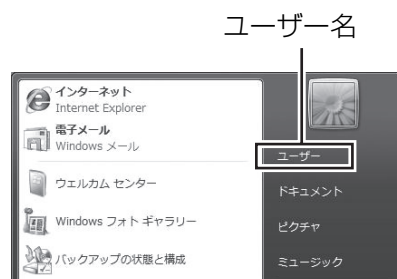 ユーザー名
インターネット
Internet Explorer
電子メール
Windows メール
ウエルカム センター
Windows フォト ギャラリー
バックアップの状態と構成
ユーザー
ドキュメント
ピクチャ
ミュージック